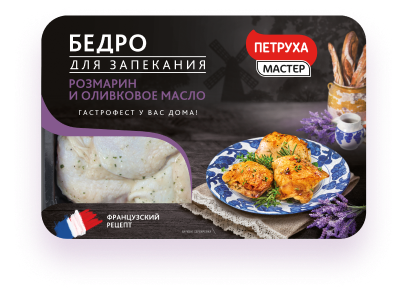 БЕДРО
ДЛЯ ЗАПЕКАНИЯ
РОЗМАРИН
И ОЛИВКОВОЕ МАСЛО
ГАСТРОФЕСТ У ВАС ДОМА!
ПЕТРУХА
МАСТЕР
ФРАНЦУЗСКИЙ
РЕЦЕПТ